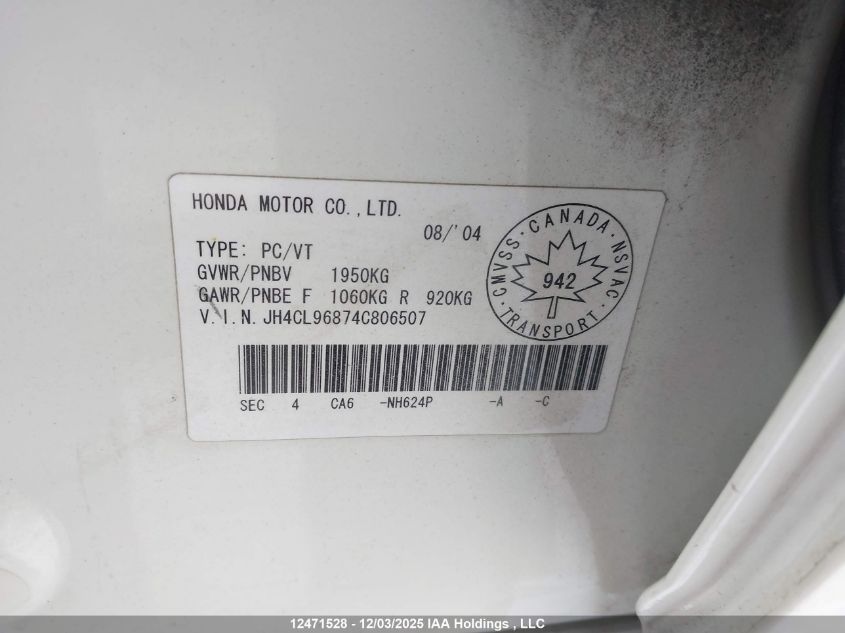 HONDA MOTOR CO.,LTD.
08/'04
TYPE: PC/VT
GVWR/PNBV 1950KG
GAWR/PNBE F 1060KG R 920KG
V.I.N. JH4CL96874C806507
CMVSS · CANADA · NSVAC
942
· TRANSPORT ·
SEC 4 CA6 -NH624P -A -C
12471528 - 12/03/2025 IAA Holdings , LLC